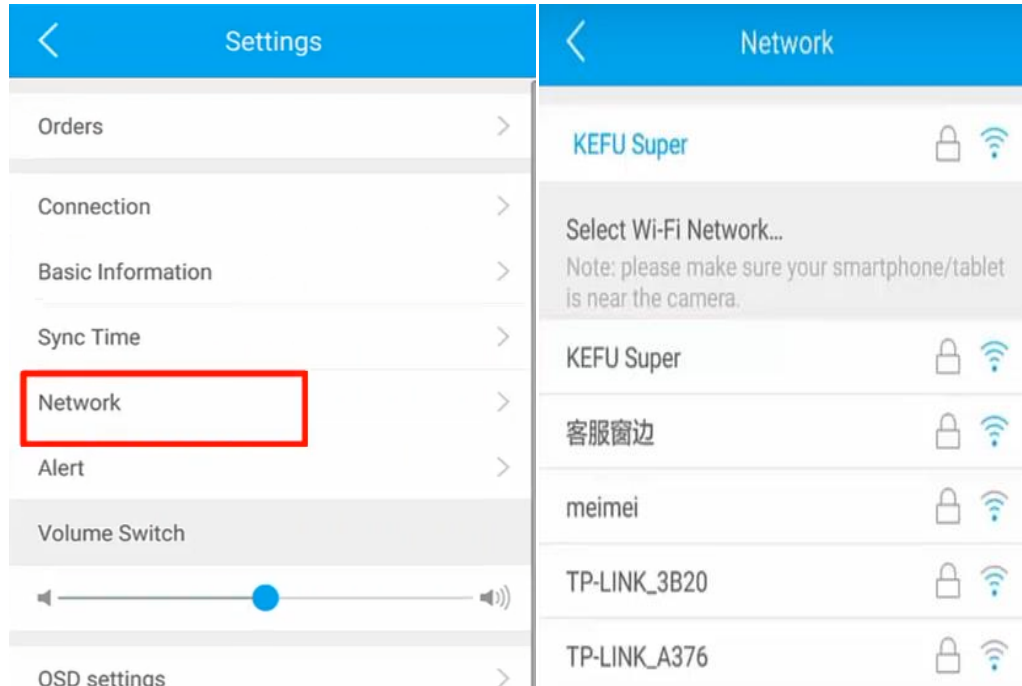 Settings
Orders
Connection
Basic Information
Sync Time
Network
Alert
Volume Switch
OSD settings
Network
KEFU Super
Select Wi-Fi Network...
Note: please make sure your smartphone/tablet
is near the camera.
KEFU Super
客服窗边
meimei
TP-LINK_3B20
TP-LINK_A376